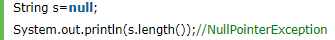 String s=null;
System.out.println(s.length());//NullPointerException